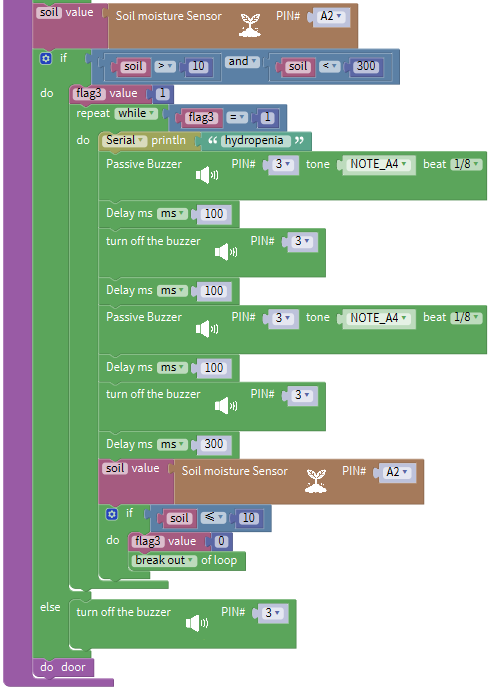 soil value Soil moisture Sensor PIN# A2
if soil > 10 and soil < 300
do flag3 value 1
repeat while flag3 = 1
do Serial println “ hydropenia ”
Passive Buzzer PIN# 3 tone NOTE_A4 beat 1/8
Delay ms ms 100
turn off the buzzer PIN# 3
Delay ms ms 100
Passive Buzzer PIN# 3 tone NOTE_A4 beat 1/8
Delay ms ms 100
turn off the buzzer PIN# 3
Delay ms ms 300
soil value Soil moisture Sensor PIN# A2
if soil ≤ 10
do flag3 value 0
break out of loop
else turn off the buzzer PIN# 3
do door